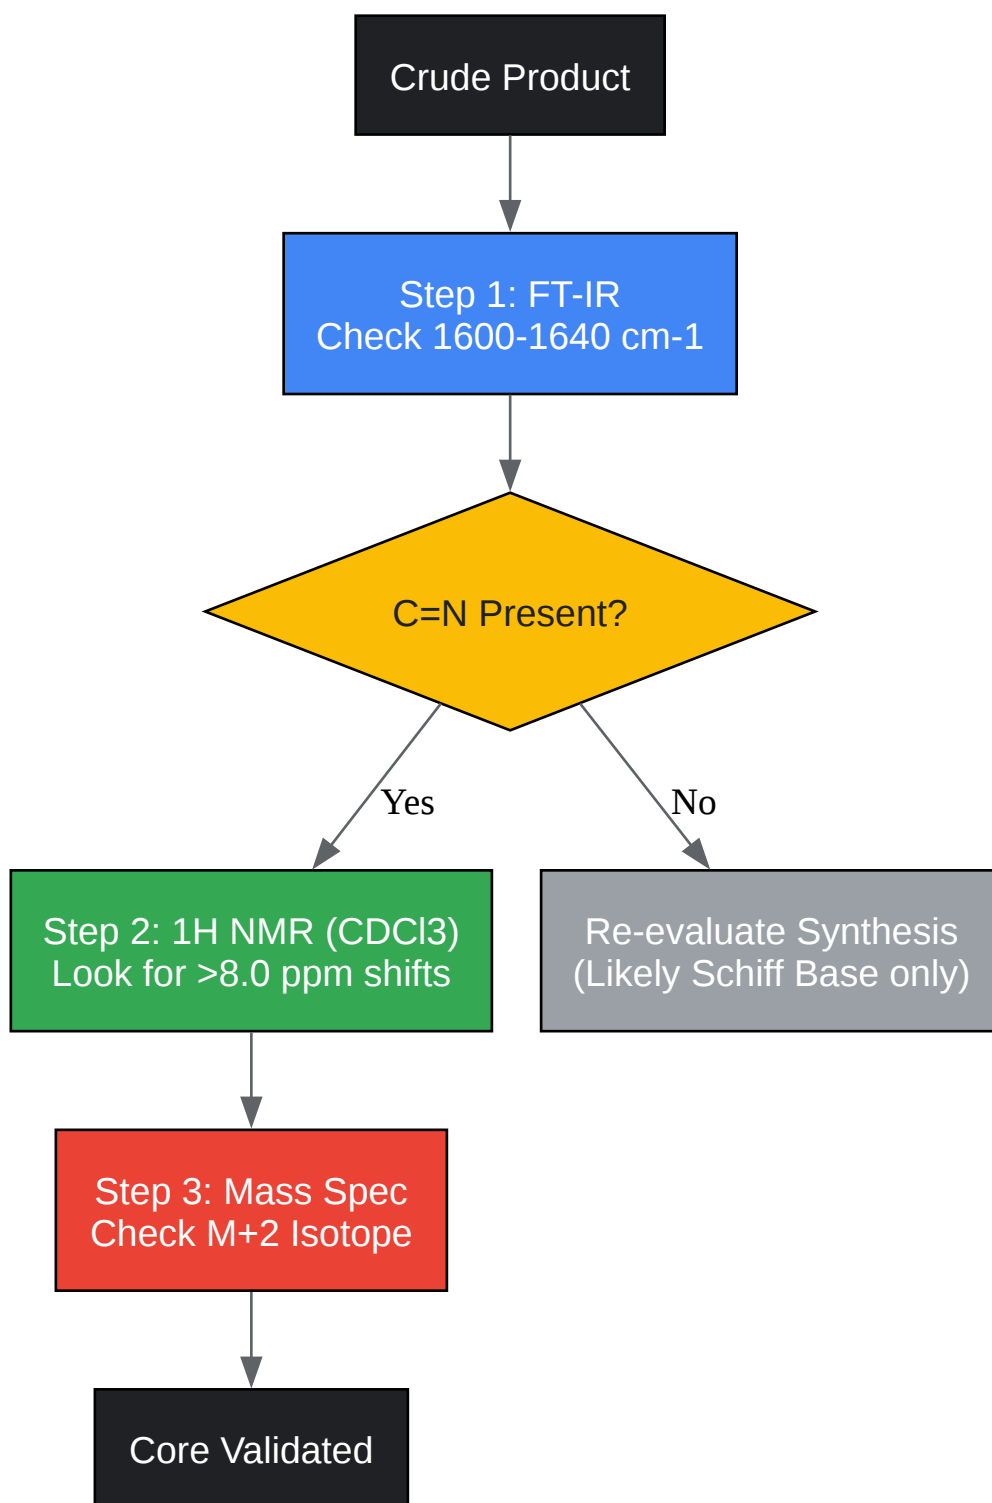 Crude Product
Step 1: FT-IR
Check 1600-1640 cm-1
C=N Present?
Yes
No
Step 2: 1H NMR (CDCl3)
Look for >8.0 ppm shifts
Re-evaluate Synthesis
(Likely Schiff Base only)
Step 3: Mass Spec
Check M+2 Isotope
Core Validated